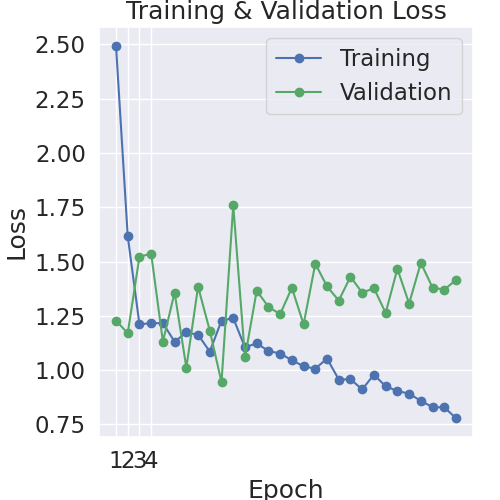 Training & Validation Loss
Training
Validation
2.50
2.25
2.00
1.75
1.50
1.25
1.00
0.75
Loss
1234
Epoch